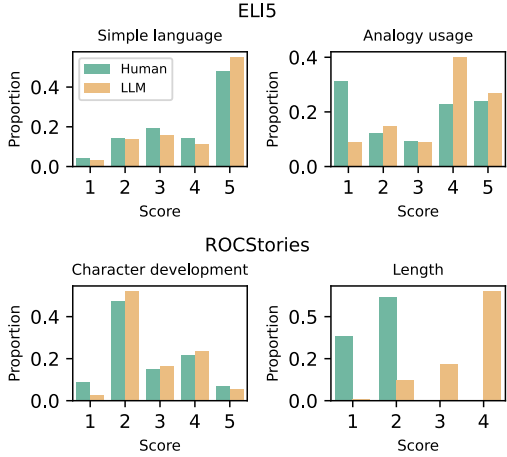 ELI5
Simple language
Analogy usage
Proportion
0.4
0.2
0.0
Human
LLM
1 2 3 4 5
Score
Proportion
0.4
0.2
0.0
1 2 3 4 5
Score
ROCStories
Character development
Length
Proportion
0.4
0.2
0.0
1 2 3 4 5
Score
Proportion
0.5
0.2
0.0
1 2 3 4
Score